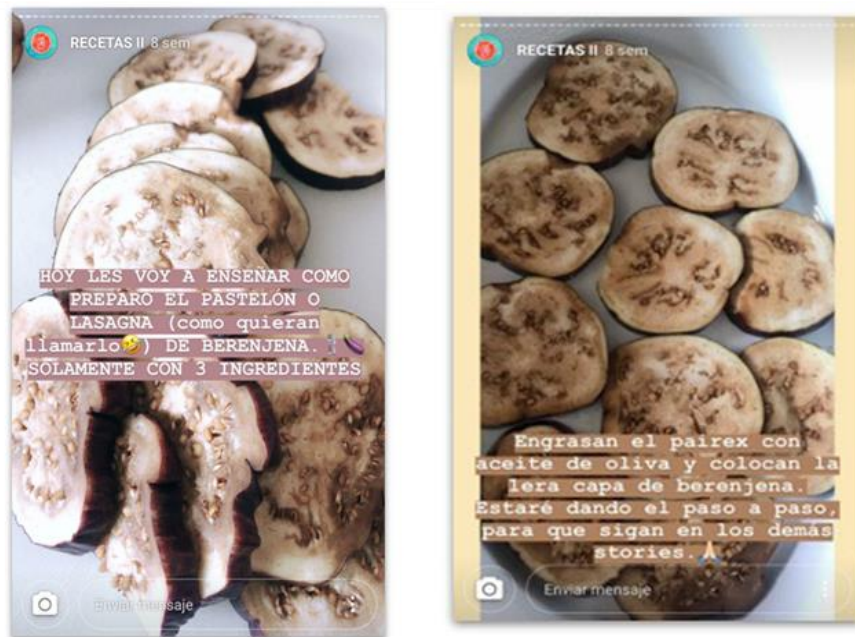 RECETAS II 8 sem
HOY LES VOY A ENSEÑAR COMO
PREPARO EL PASTELÓN O
LASAGNA (como quieran
llamarlo🤣) DE BERENJENA.🍴🍆
SOLAMENTE CON 3 INGREDIENTES
Enviar mensaje
RECETAS II 8 sem
Engrasan el pairex con
aceite de oliva y colocan la
1era capa de berenjena.
Estaré dando el paso a paso,
para que sigan en los demás
stories.🙏
Enviar mensaje